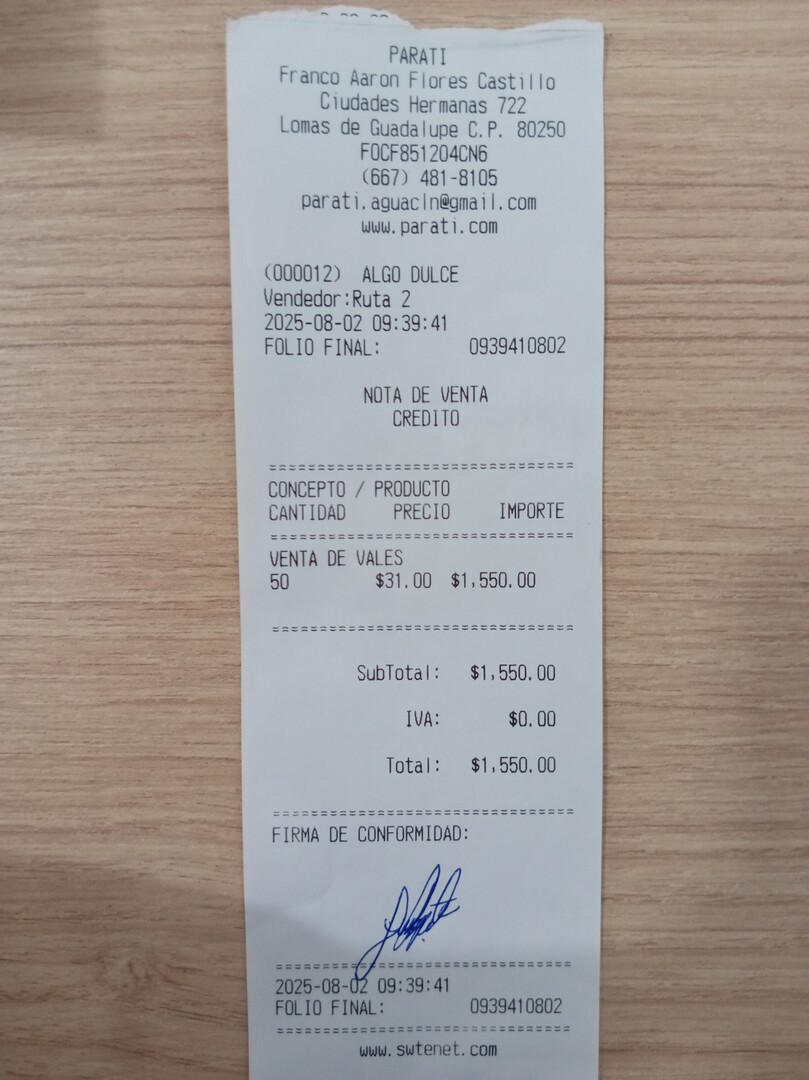 PARATI
Franco Aaron Flores Castillo
Ciudades Hermanas 722
Lomas de Guadalupe C.P. 80250
FOCF851204CN6
(667) 481-8105
parati.aguacln@gmail.com
www.parati.com
(000012) ALGO DULCE
Vendedor:Ruta 2
2025-08-02 09:39:41
FOLIO FINAL: 0939410802
NOTA DE VENTA
CREDITO
================================
CONCEPTO / PRODUCTO
CANTIDAD PRECIO IMPORTE
================================
VENTA DE VALES
50 $31.00 $1,550.00
================================
SubTotal: $1,550.00
IVA: $0.00
Total: $1,550.00
================================
FIRMA DE CONFORMIDAD:
================================
2025-08-02 09:39:41
FOLIO FINAL: 0939410802
================================
www.swtenet.com